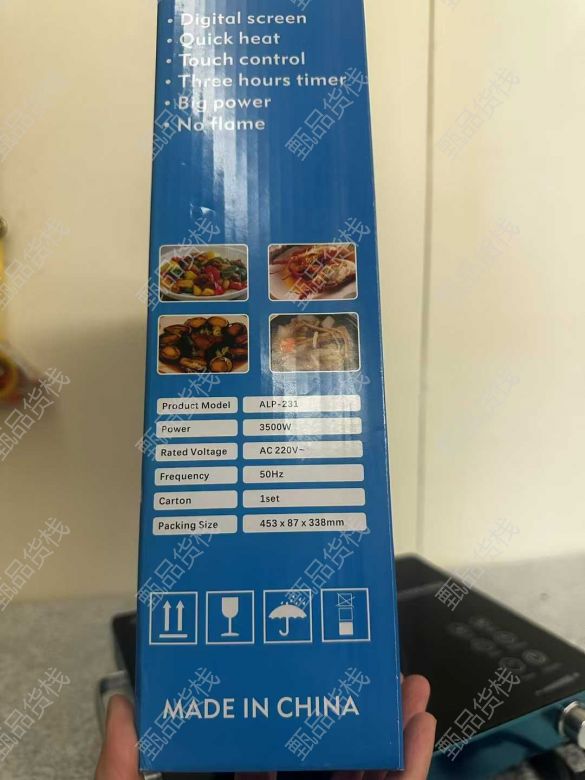 • Digital screen
• Quick heat
• Touch control
• Three hours timer
• Big power
• No flame
Product Model ALP-231
Power 3500W
Rated Voltage AC 220V~
Frequency 50Hz
Carton 1set
Packing Size 453 x 87 x 338mm
MADE IN CHINA
甄品货栈